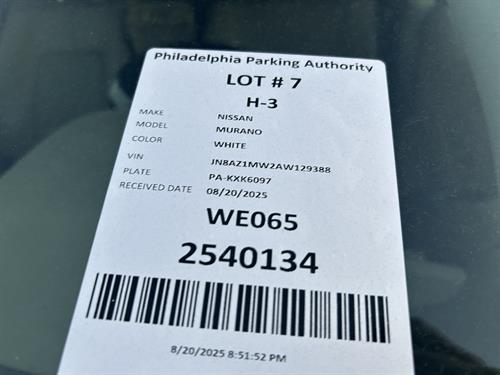 Philadelphia Parking Authority
LOT # 7
H-3
MAKE NISSAN
MODEL MURANO
COLOR WHITE
VIN JN8AZ1MW2AW129388
PLATE PA-KXK6097
RECEIVED DATE 08/20/2025
WE065
2540134
8/20/2025 8:51:52 PM